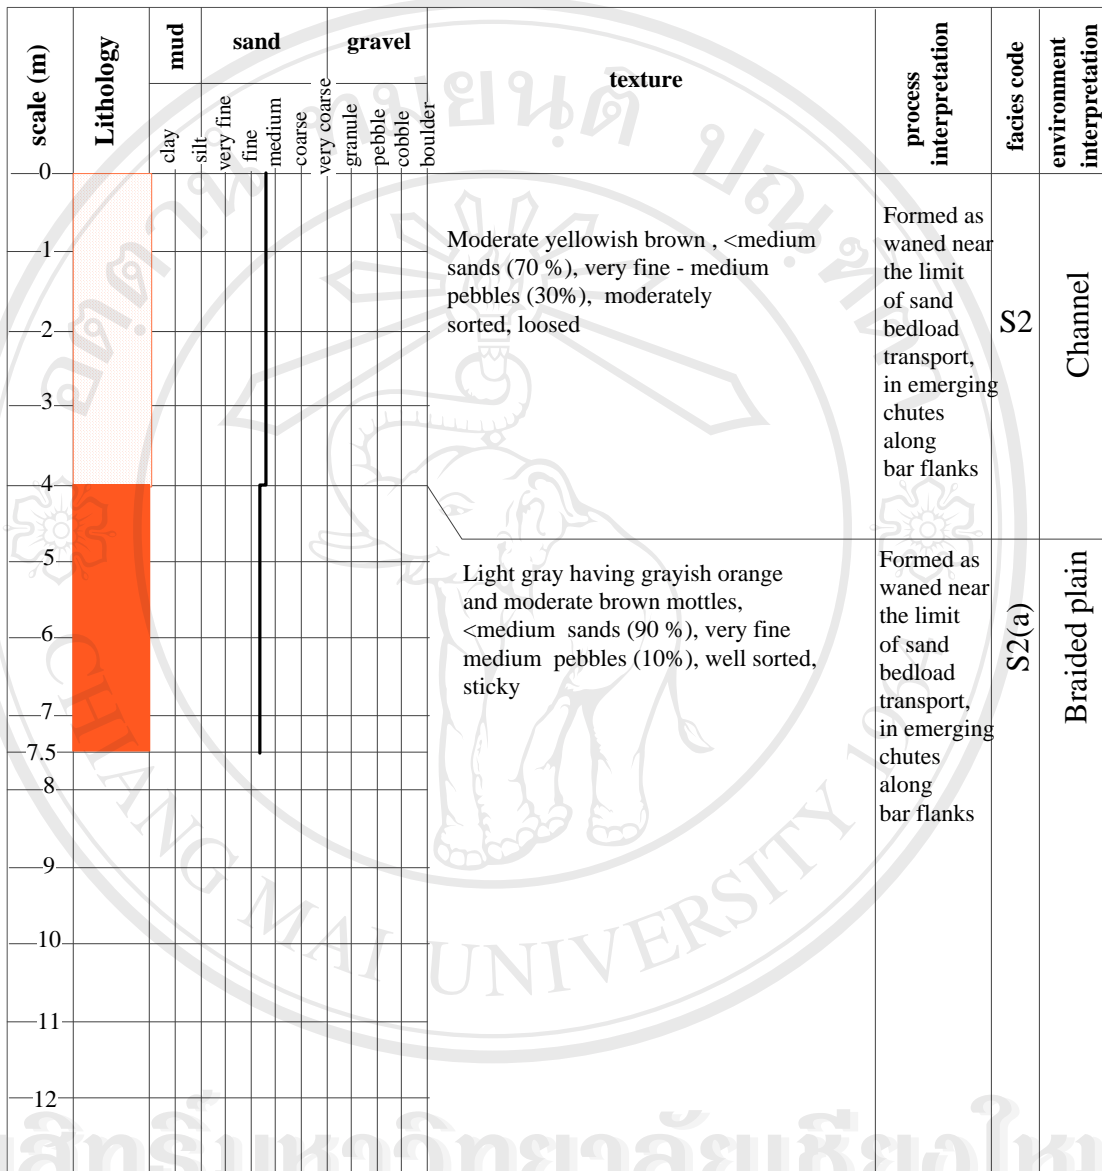 scale (m)
Lithology
mud
sand
gravel
clay
silt
very fine
fine
medium
coarse
very coarse
granule
pebble
cobble
boulder
texture
process
interpretation
facies code
environment
interpretation
0
1
2
3
4
5
6
7
7.5
8
9
10
11
12
Moderate yellowish brown , <medium
sands (70 %), very fine - medium
pebbles (30%), moderately
sorted, loosed
Formed as
waned near
the limit
of sand
bedload
transport,
in emerging
chutes
along
bar flanks
S2
Channel
Light gray having grayish orange
and moderate brown mottles,
<medium sands (90 %), very fine
medium pebbles (10%), well sorted,
sticky
Formed as
waned near
the limit
of sand
bedload
transport,
in emerging
chutes
along
bar flanks
S2(a)
Braided plain
CHIANG MAI UNIVERSITY